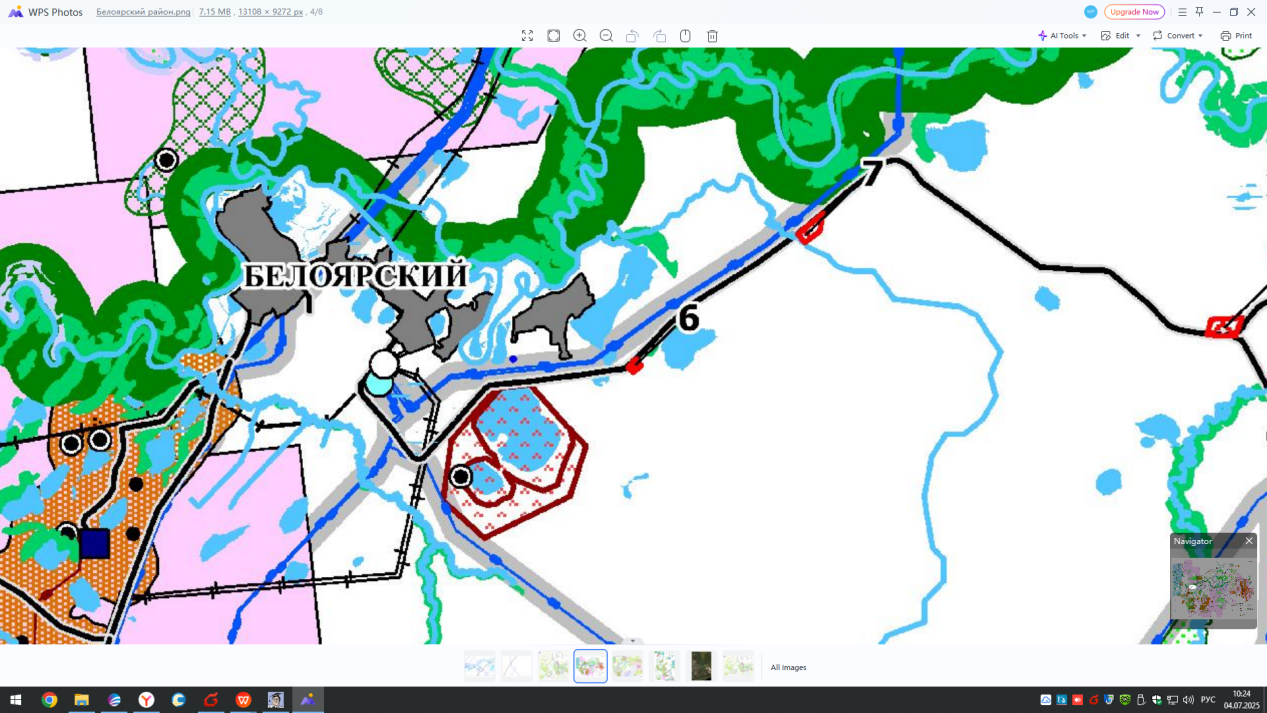 WPS Photos
Белоярский район.png | 7.15 MB , 13108 × 9272 px , 4/8
Upgrade Now
AI Tools
Edit
Convert
Print
7
БЕЛОЯРСКИЙ
6
Navigator
All Images
РУС
10:24
04.07.2025